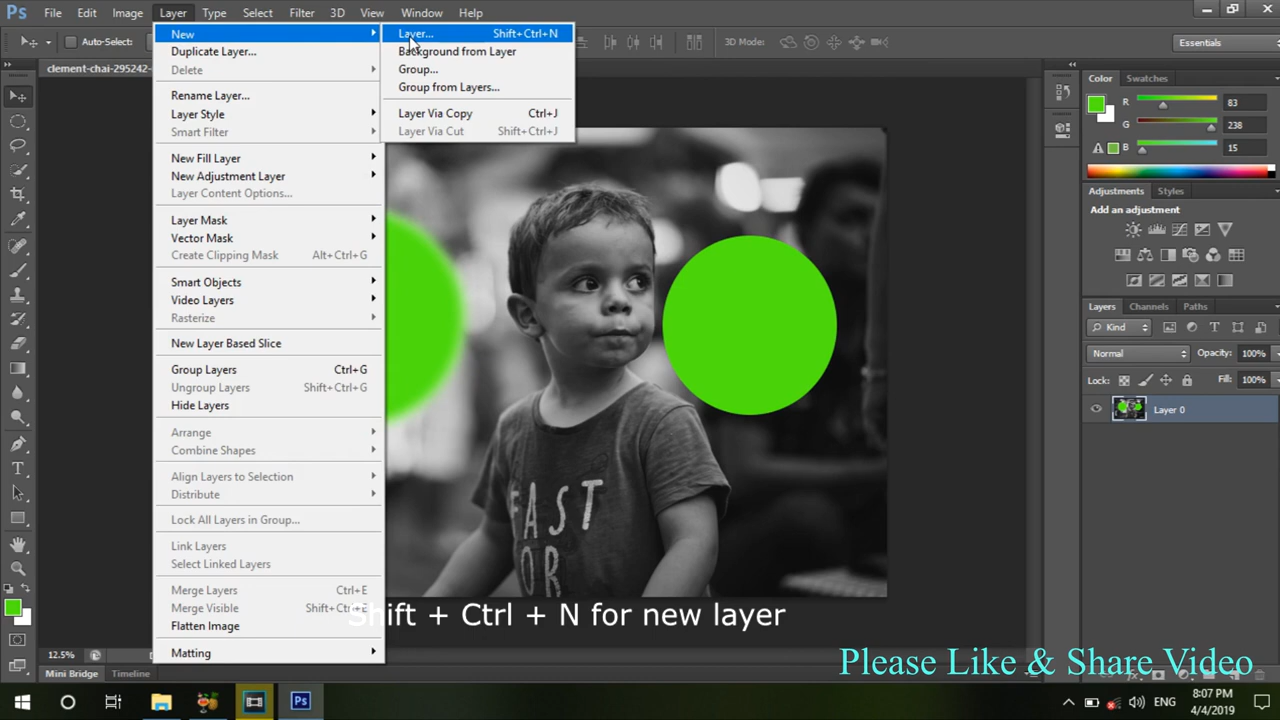 Ps File Edit Image Layer Type Select Filter 3D View Window Help
Auto-Select:
3D Mode:
Essentials
clement-chai-295242-
New
Duplicate Layer...
Delete
Rename Layer...
Layer Style
Smart Filter
New Fill Layer
New Adjustment Layer
Layer Content Options...
Layer Mask
Vector Mask
Create Clipping Mask Alt+Ctrl+G
Smart Objects
Video Layers
Rasterize
New Layer Based Slice
Group Layers Ctrl+G
Ungroup Layers Shift+Ctrl+G
Hide Layers
Arrange
Combine Shapes
Align Layers to Selection
Distribute
Lock All Layers in Group...
Link Layers
Select Linked Layers
Merge Layers Ctrl+E
Merge Visible Shift+Ctrl+E
Flatten Image
Matting
Layer... Shift+Ctrl+N
Background from Layer
Group...
Group from Layers...
Layer Via Copy Ctrl+J
Layer Via Cut Shift+Ctrl+J
FAST
FOR
Color Swatches
R 83
G 238
B 15
Adjustments Styles
Add an adjustment
Layers Channels Paths
Kind
Normal Opacity: 100%
Lock: Fill: 100%
Layer 0
Shift + Ctrl + N for new layer
12.5%
Please Like & Share Video
Mini Bridge Timeline
Ps
ENG
8:07 PM
4/4/2019